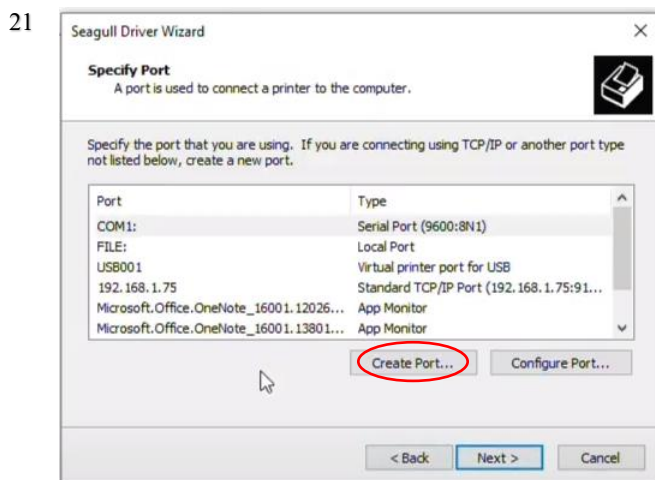 21
Seagull Driver Wizard
Specify Port
A port is used to connect a printer to the computer.
Specify the port that you are using. If you are connecting using TCP/IP or another port type
not listed below, create a new port.
Port Type
COM1: Serial Port (9600:8N1)
FILE: Local Port
USB001 Virtual printer port for USB
192.168.1.75 Standard TCP/IP Port (192.168.1.75:91...
Microsoft.Office.OneNote_16001.12026... App Monitor
Microsoft.Office.OneNote_16001.13801... App Monitor
Create Port... Configure Port...
< Back Next > Cancel